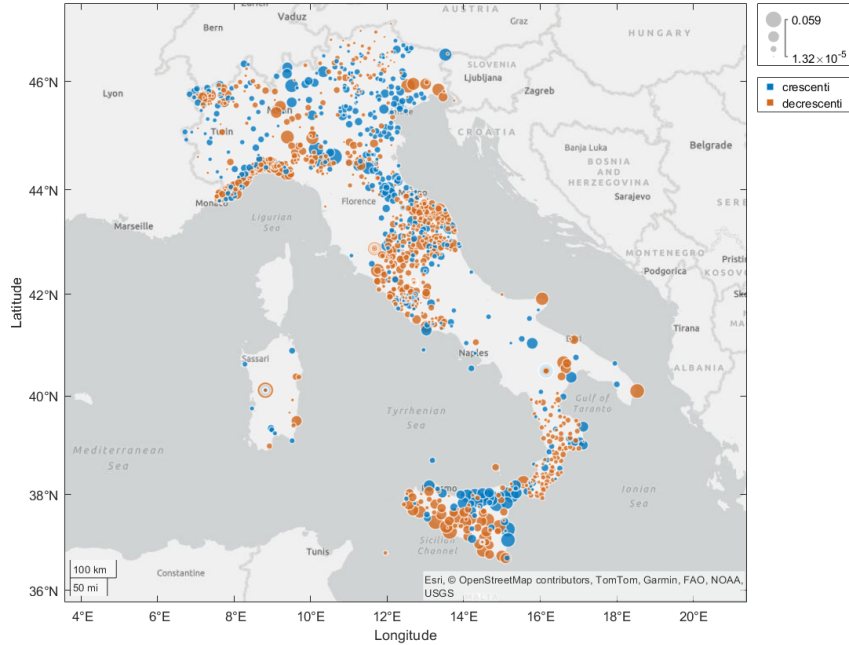 AUSTRIA
Vaduz
Bern
Graz
HUNGARY
SLOVENIA
Ljubljana
Lyon
Zagreb
Turin
CROATIA
Banja Luka
Belgrade
BOSNIA
AND
HERZEGOVINA
Sarajevo
Monaco
Florence
Marseille
Ligurian
Sea
MONTENEGRO
Podgorica
KOSOVO
Tirana
Naples
Bari
ALBANIA
Sassari
Gulf of
Taranto
Tyrrhenian
Sea
Mediterranean
Sea
Ionian
Sea
Sicilian
Channel
Tunis
Constantine
46°N
44°N
42°N
40°N
38°N
36°N
Latitude
100 km
50 mi
Esri, © OpenStreetMap contributors, TomTom, Garmin, FAO, NOAA,
USGS
4°E 6°E 8°E 10°E 12°E 14°E 16°E 18°E 20°E
Longitude
0.059
1.32×10⁻⁵
crescenti
decrescenti